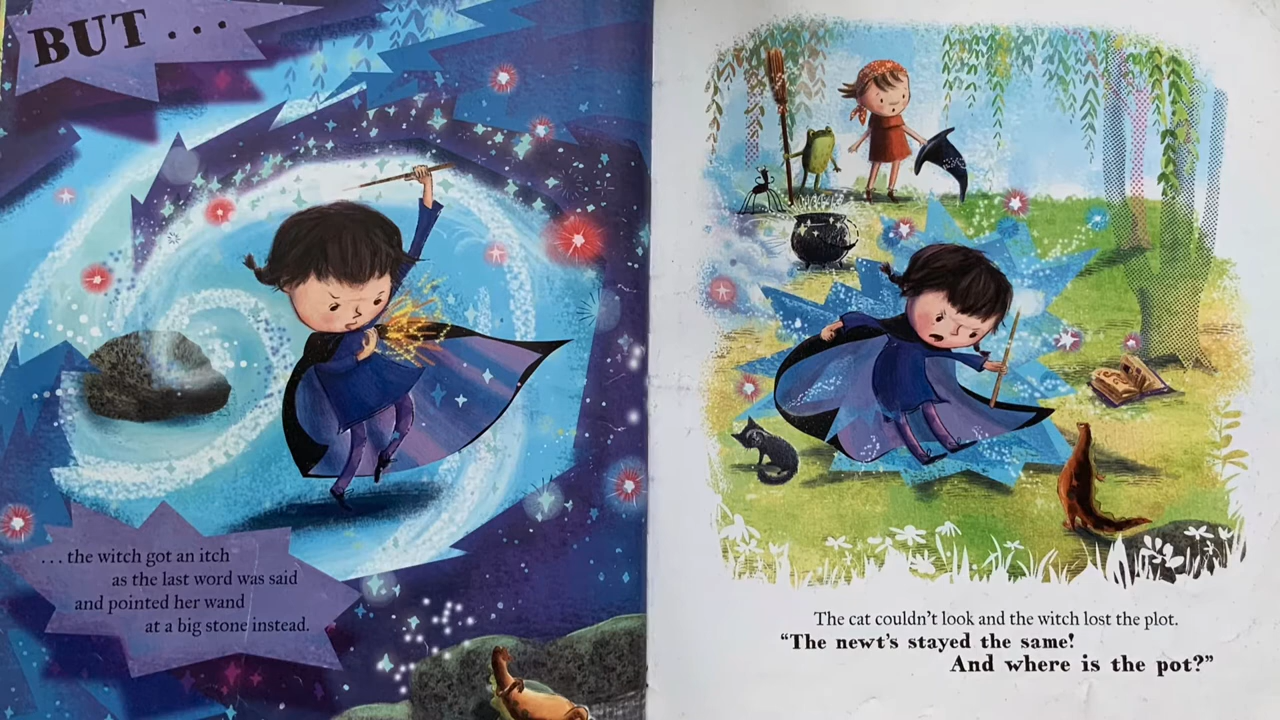 BUT...
...the witch got an itch
as the last word was said
and pointed her wand
at a big stone instead.
The cat couldn't look and the witch lost the plot.
“The newt's stayed the same!
And where is the pot?”